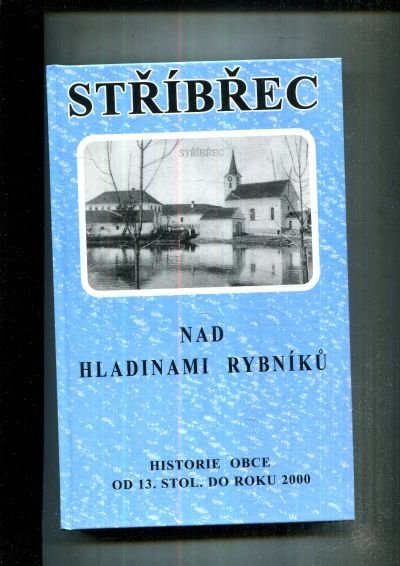 STŘÍBŘEC
STŘÍBŘEC
NAD
HLADINAMI RYBNÍKŮ
HISTORIE OBCE
OD 13. STOL. DO ROKU 2000